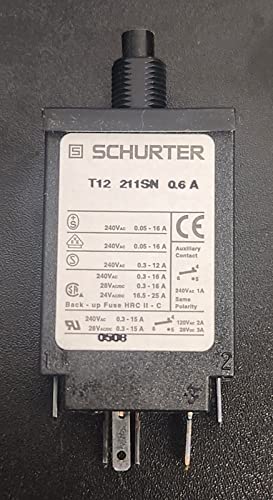 SCHURTER
T12 211SN 0.6 A
S 240VAC 0.05 - 16 A
240VAC 0.05 - 16 A
S 240VAC 0.3 - 12 A
240VAC 0.3 - 16 A
28VAC/DC 0.3 - 16 A
24VAC/DC 16.5 - 25 A
Back - up Fuse HRC II - C
CE
Auxiliary
Contact
240VAC 1A
Same
Polarity
240VAC 0.3 - 15 A
28VAC/DC 0.3 - 15 A
120VAC 2A
28VDC 3A
0508
1
2